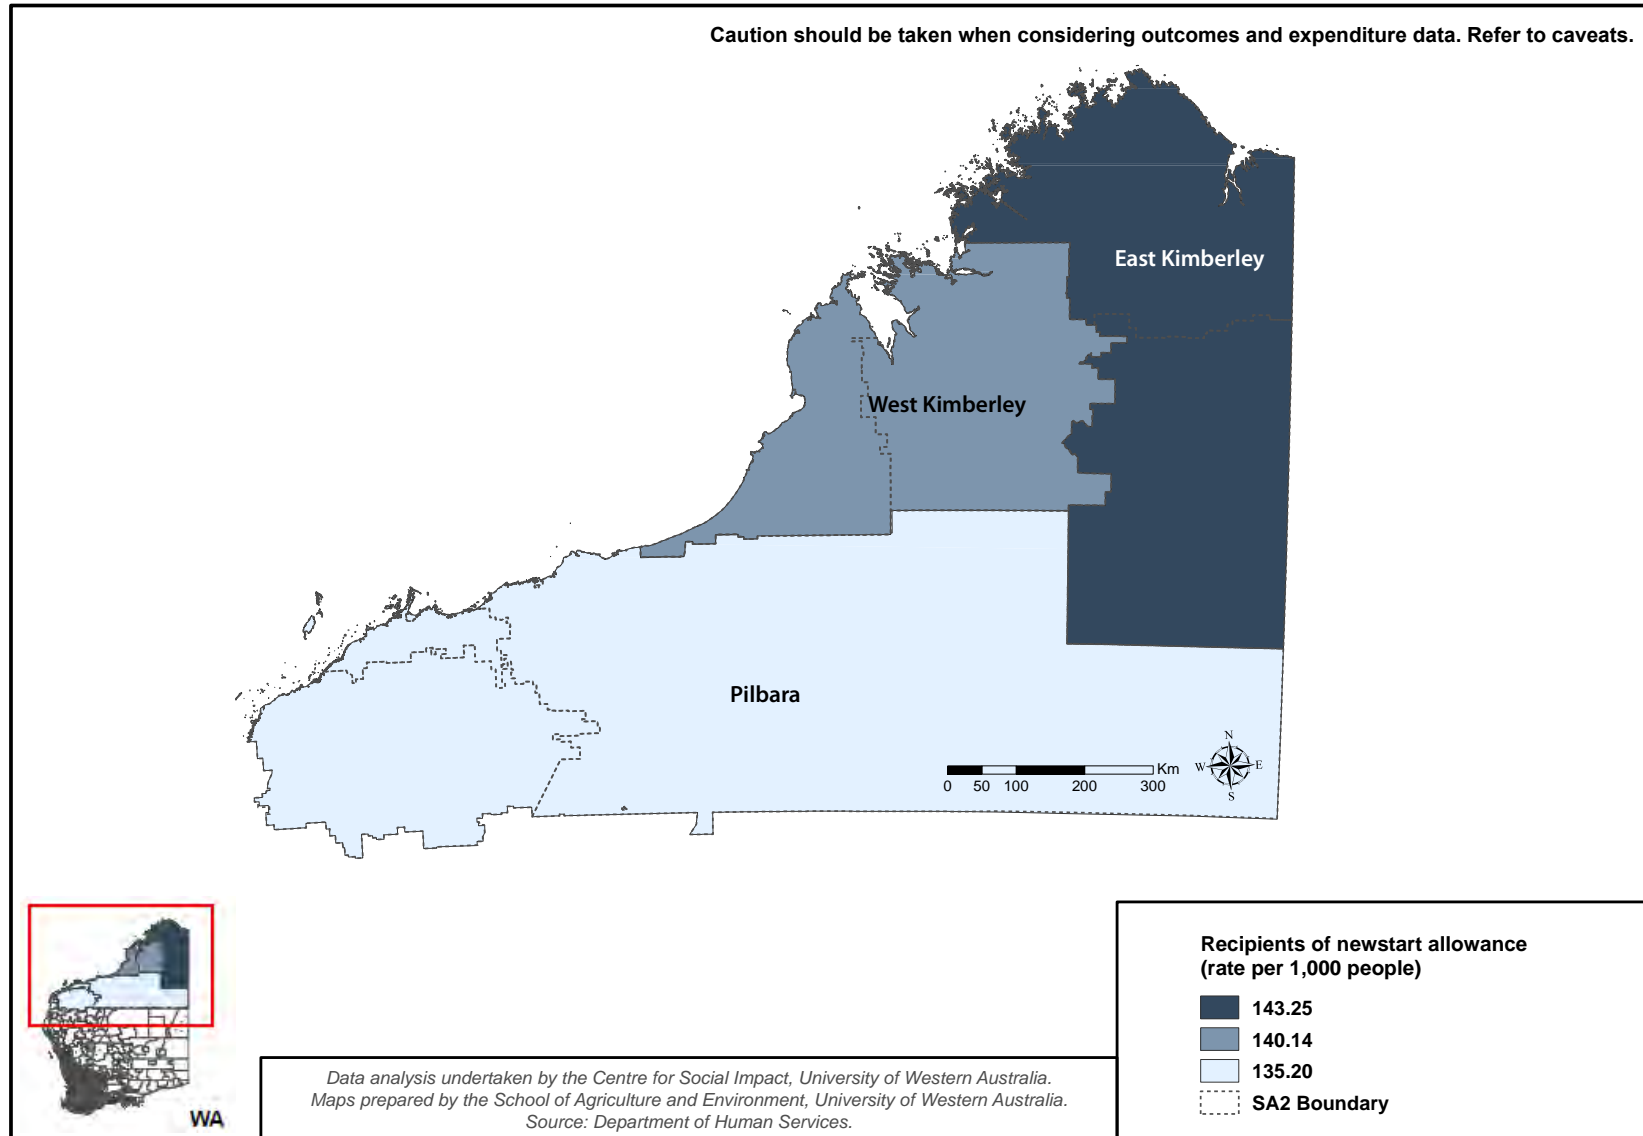 Caution should be taken when considering outcomes and expenditure data. Refer to caveats.
East Kimberley
West Kimberley
Pilbara
N
W
E
S
Km
0 50 100 200 300
WA
Data analysis undertaken by the Centre for Social Impact, University of Western Australia.
Maps prepared by the School of Agriculture and Environment, University of Western Australia.
Source: Department of Human Services.
Recipients of newstart allowance
(rate per 1,000 people)
143.25
140.14
135.20
SA2 Boundary